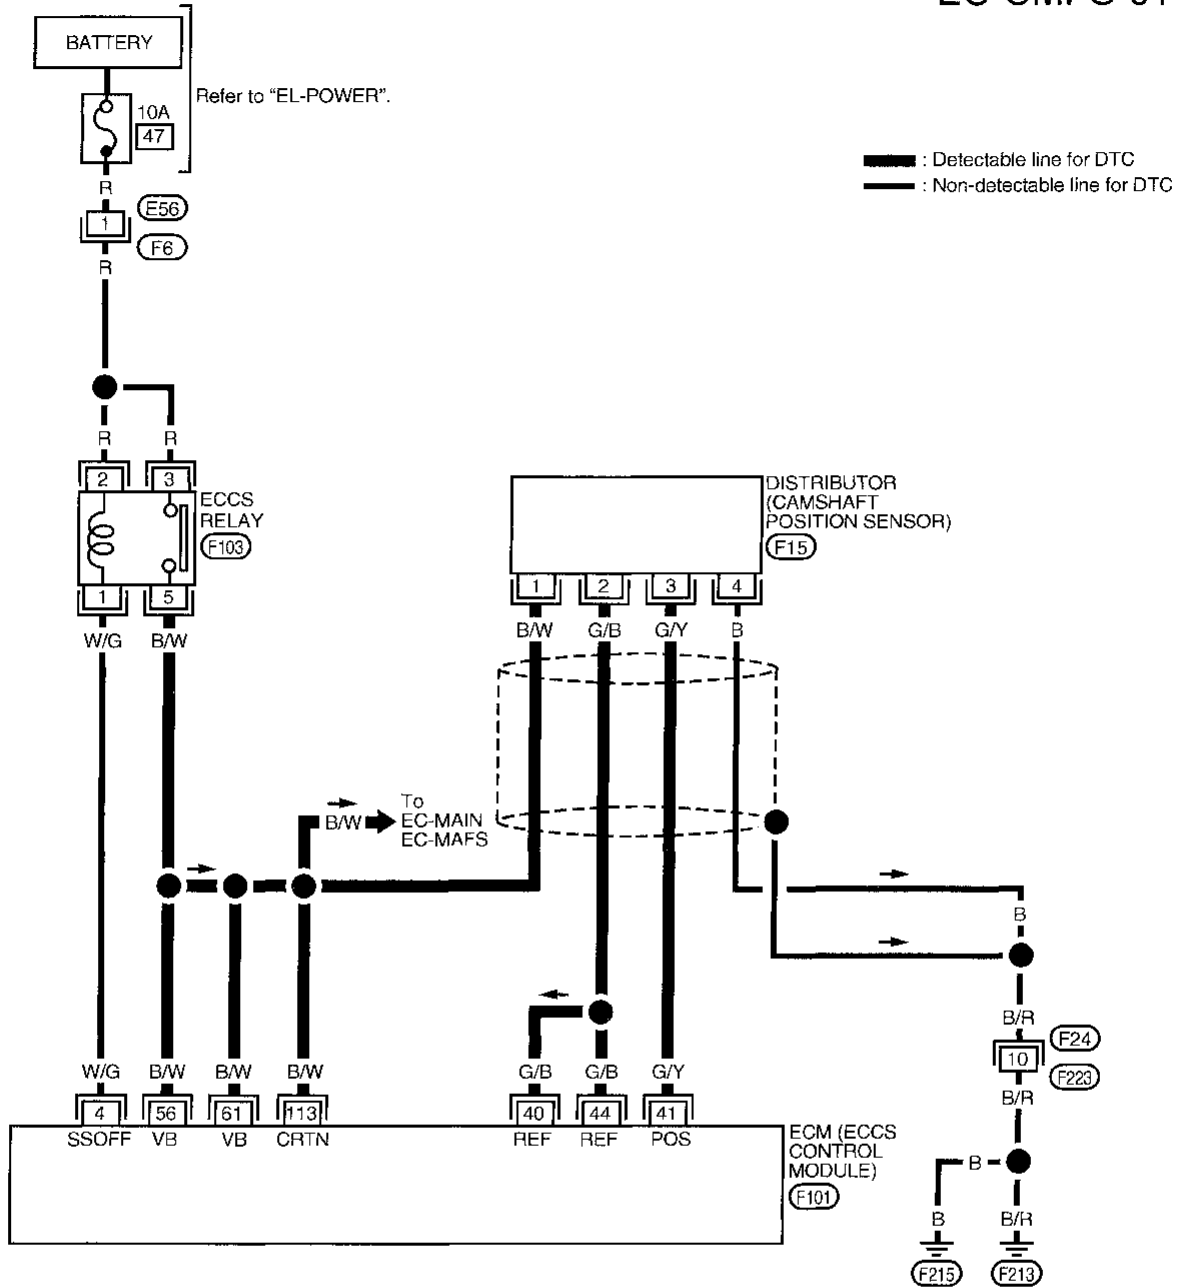 BATTERY
Refer to "EL-POWER".
10A
47
: Detectable line for DTC
: Non-detectable line for DTC
R
E56
1
F6
R
R R
2 3
ECCS
RELAY
F103
1 5
W/G B/W
DISTRIBUTOR
(CAMSHAFT
POSITION SENSOR)
F15
1 2 3 4
B/W G/B G/Y B
B/W
To
EC-MAIN
EC-MAFS
B
B/R
F24
10
F223
B/R
W/G B/W B/W B/W G/B G/B G/Y
4 56 61 113 40 44 41
SSOFF VB VB CRTN REF REF POS
ECM (ECCS
CONTROL
MODULE)
F101
B
B B/R
F215 F213